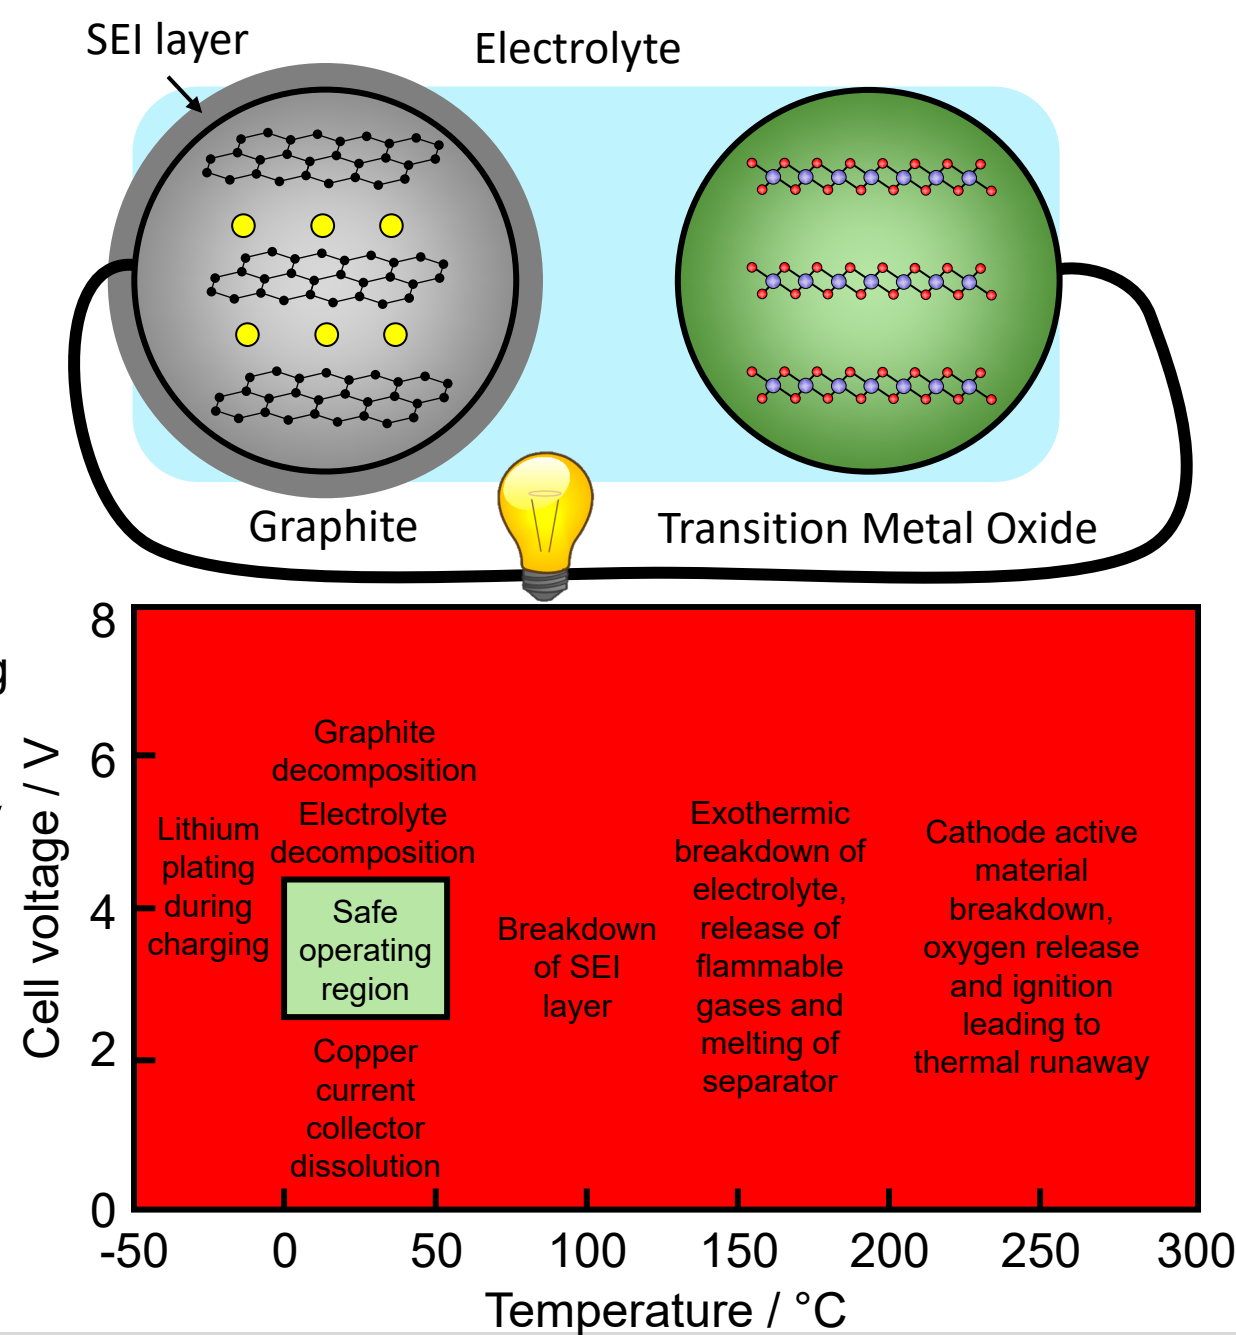 SEI layer
Electrolyte
Graphite
Transition Metal Oxide
g
Cell voltage / V
8
6
4
2
0
Graphite
decomposition
Electrolyte
decomposition
Lithium
plating
during
charging
Safe
operating
region
Copper
current
collector
dissolution
Breakdown
of SEI
layer
Exothermic
breakdown of
electrolyte,
release of
flammable
gases and
melting of
separator
Cathode active
material
breakdown,
oxygen release
and ignition
leading to
thermal runaway
-50 0 50 100 150 200 250 300
Temperature / °C